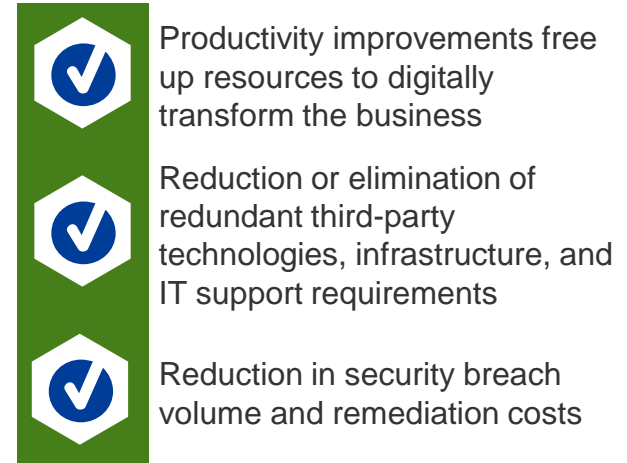 Productivity improvements free
up resources to digitally
transform the business
Reduction or elimination of
redundant third-party
technologies, infrastructure, and
IT support requirements
Reduction in security breach
volume and remediation costs